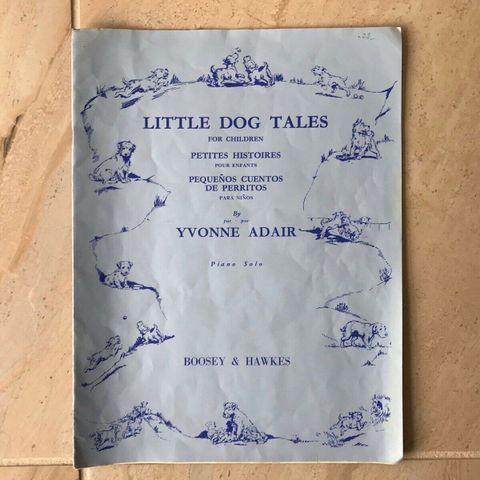 LITTLE DOG TALES
FOR CHILDREN
PETITES HISTOIRES
POUR ENFANTS
PEQUEÑOS CUENTOS
DE PERRITOS
PARA NIÑOS
By
par - por
YVONNE ADAIR
Piano Solo
BOOSEY & HAWKES